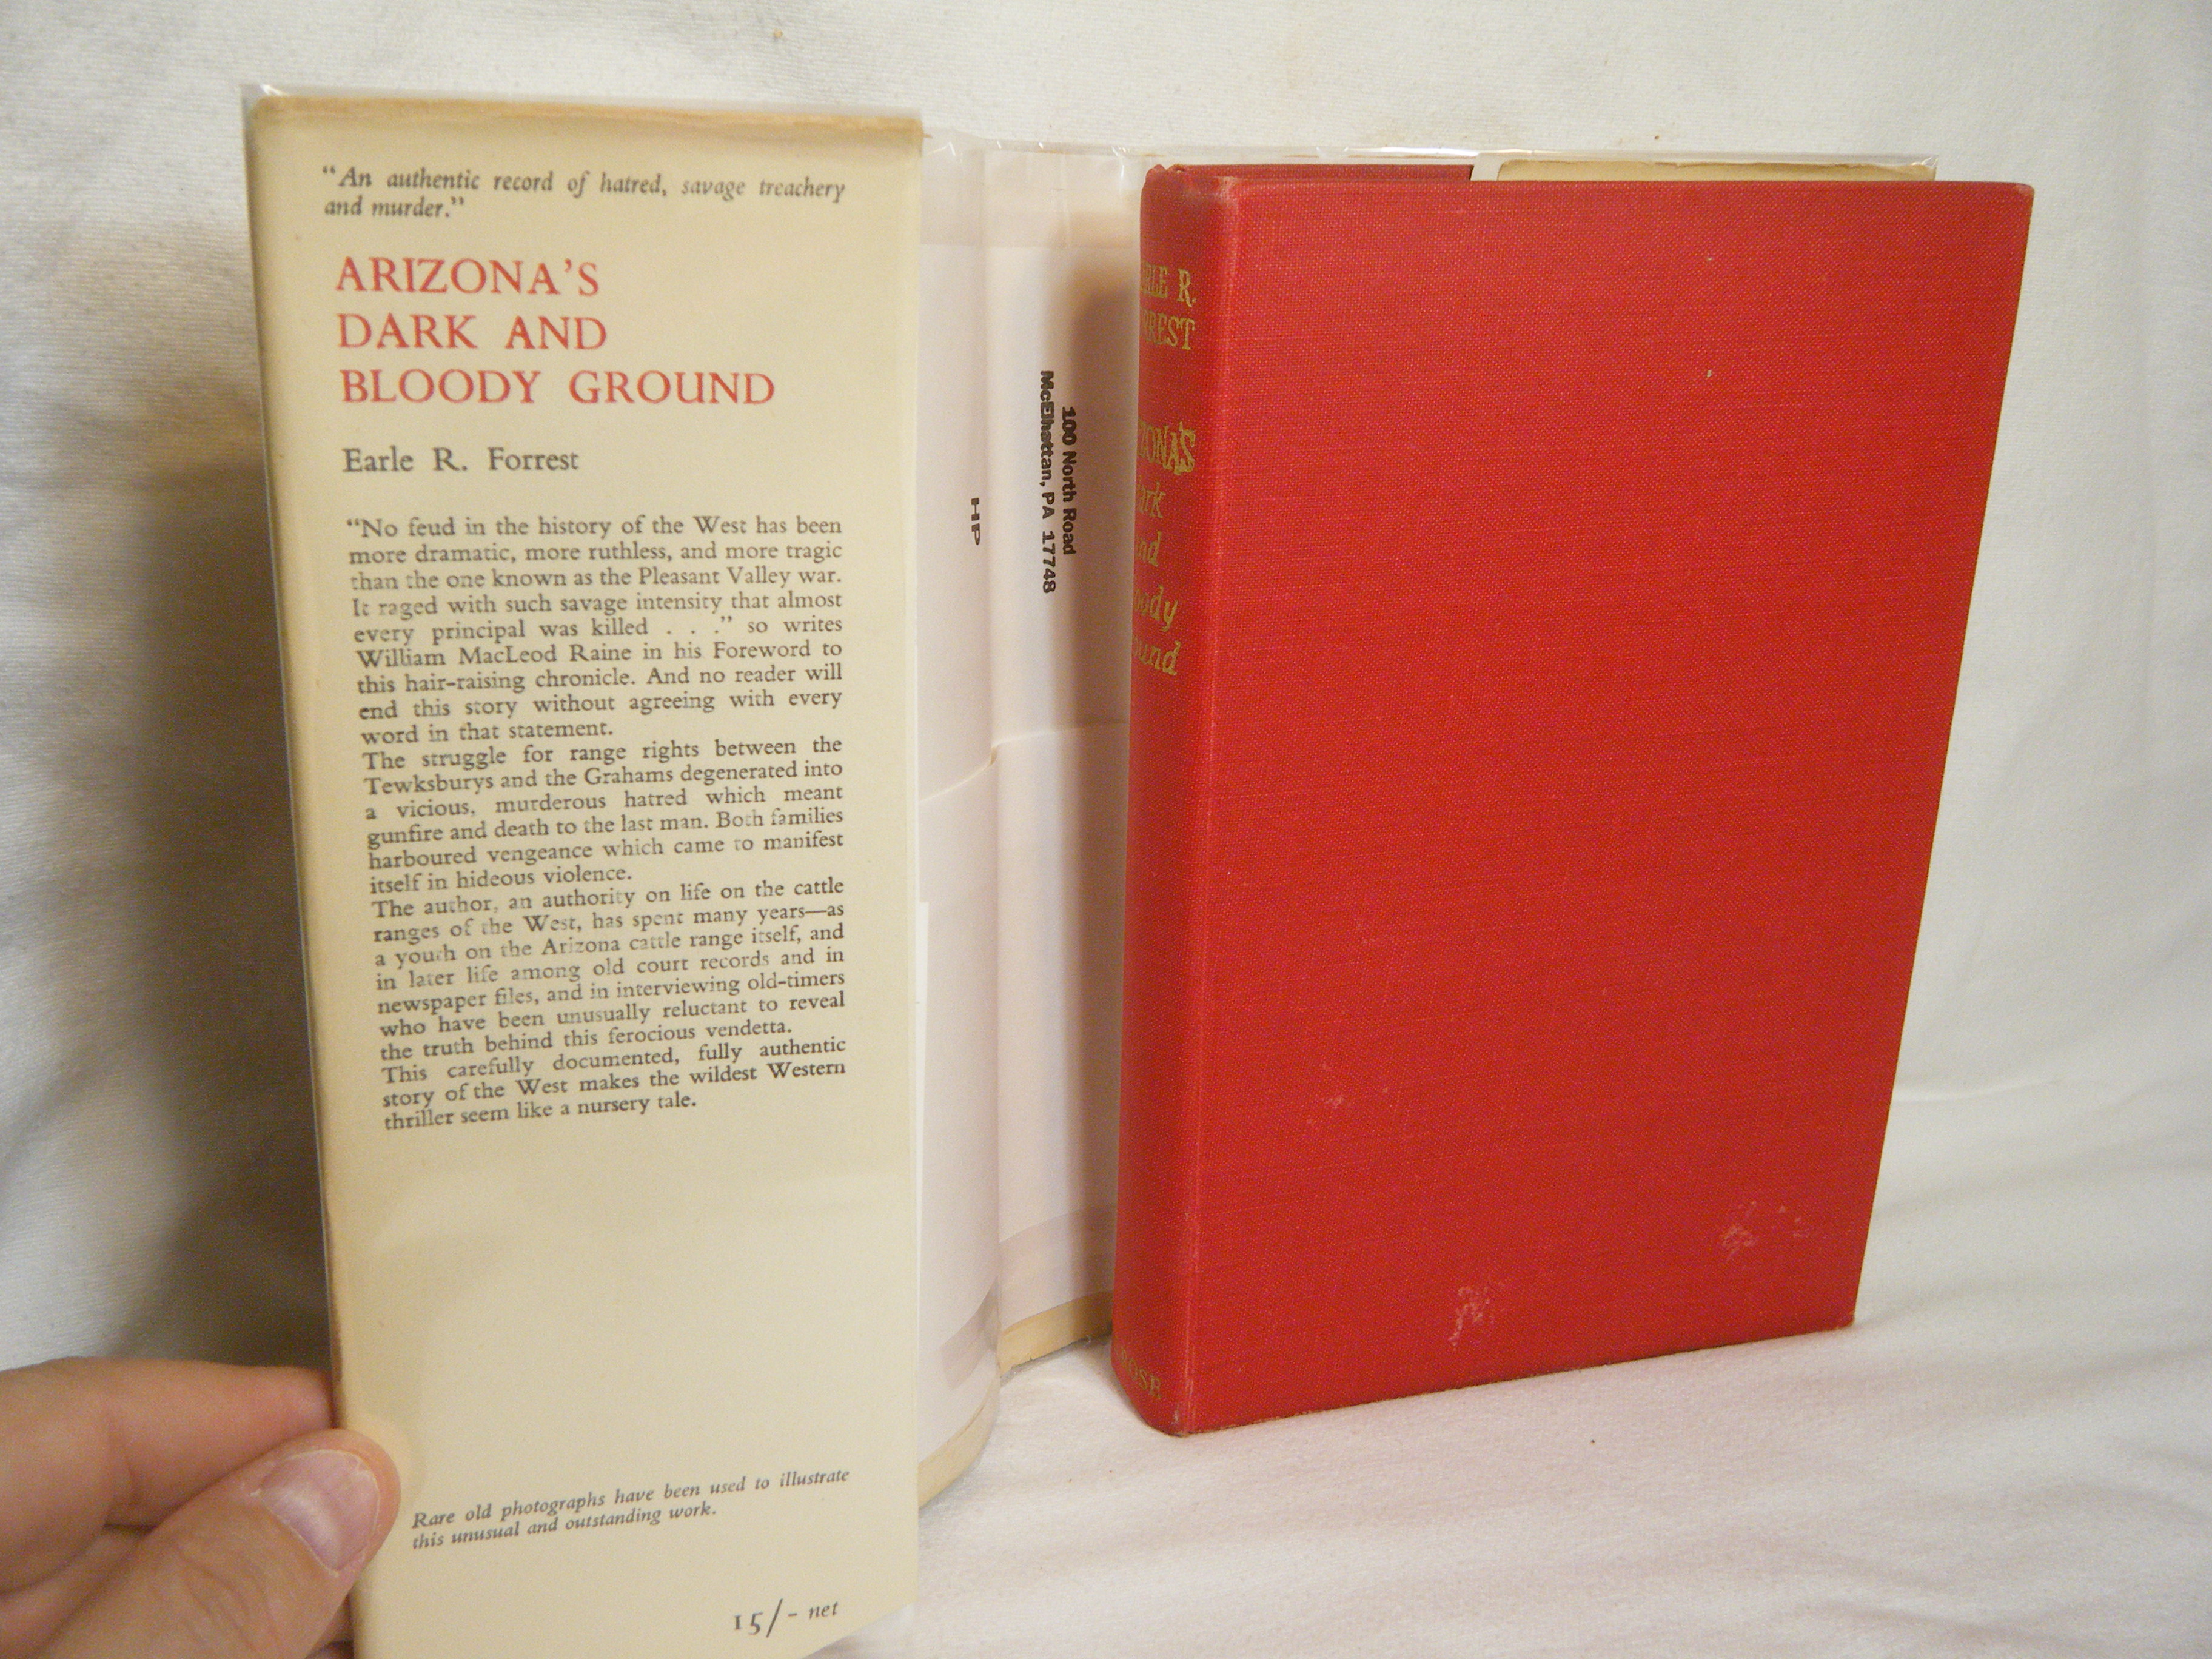 “An authentic record of hatred, savage treachery
and murder.”
ARIZONA’S
DARK AND
BLOODY GROUND
Earle R. Forrest
“No feud in the history of the West has been
more dramatic, more ruthless, and more tragic
than the one known as the Pleasant Valley war.
It raged with such savage intensity that almost
every principal was killed . . .” so writes
William MacLeod Raine in his Foreword to
this hair-raising chronicle. And no reader will
end this story without agreeing with every
word in that statement.
The struggle for range rights between the
Tewksburys and the Grahams degenerated into
a vicious, murderous hatred which meant
gunfire and death to the last man. Both families
harboured vengeance which came to manifest
itself in hideous violence.
The author, an authority on life on the cattle
ranges of the West, has spent many years—as
a youth on the Arizona cattle range itself, and
in later life among old court records and in
newspaper files, and in interviewing old-timers
who have been unusually reluctant to reveal
the truth behind this ferocious vendetta.
This carefully documented, fully authentic
story of the West makes the wildest Western
thriller seem like a nursery tale.
Rare old photographs have been used to illustrate
this unusual and outstanding work.
15/- net
HP
100 North Road
McElhattan, PA 17748
RLE R.
RREST
ZONA'S
ark
nd
oody
ound